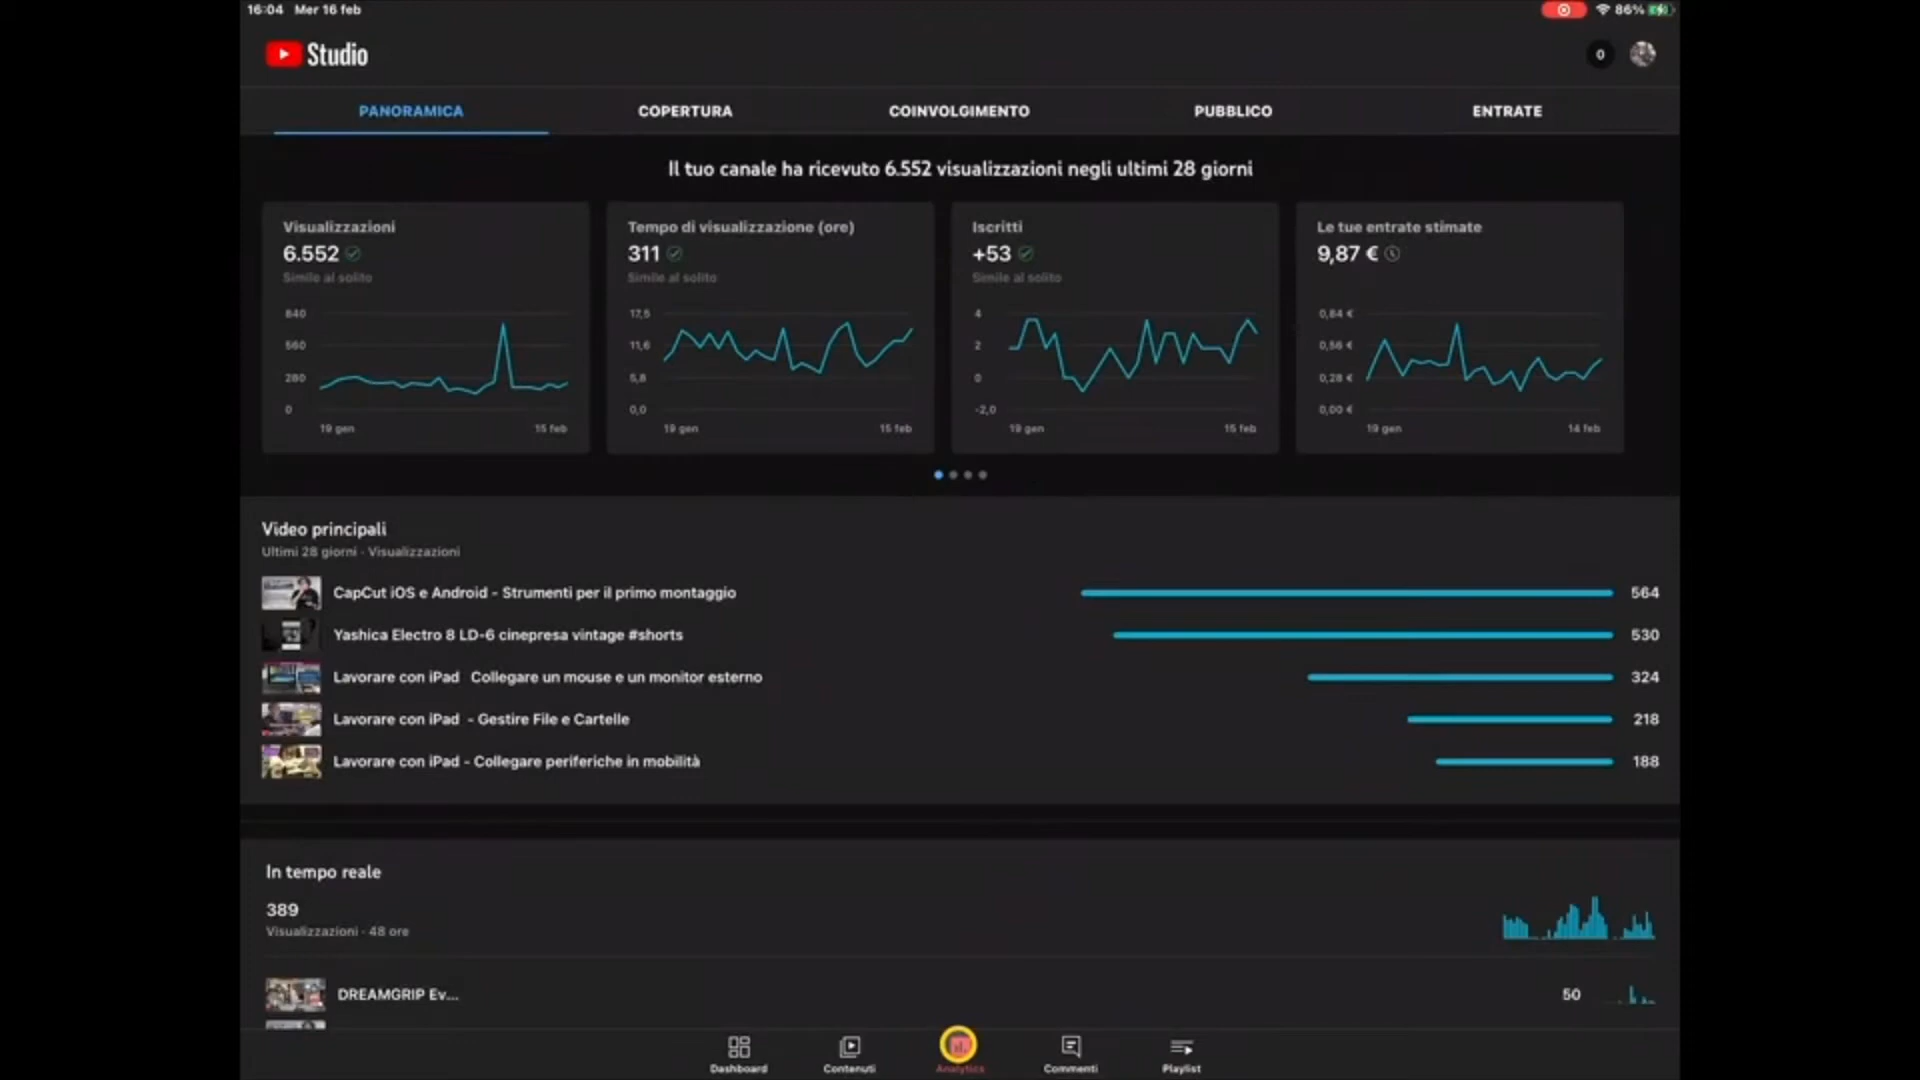 16:04 Mer 16 feb
86%
Studio
0
PANORAMICA
COPERTURA
COINVOLGIMENTO
PUBBLICO
ENTRATE
Il tuo canale ha ricevuto 6.552 visualizzazioni negli ultimi 28 giorni
Visualizzazioni
6.552
Simile al solito
840
560
280
0
19 gen
15 feb
Tempo di visualizzazione (ore)
311
Simile al solito
17,5
11,6
5,8
0,0
19 gen
15 feb
Iscritti
+53
Simile al solito
4
2
0
-2,0
19 gen
15 feb
Le tue entrate stimate
9,87 €
0,84 €
0,56 €
0,28 €
0,00 €
19 gen
14 feb
Video principali
Ultimi 28 giorni · Visualizzazioni
CapCut iOS e Android - Strumenti per il primo montaggio
564
Yashica Electro 8 LD-6 cinepresa vintage #shorts
530
Lavorare con iPad Collegare un mouse e un monitor esterno
324
Lavorare con iPad - Gestire File e Cartelle
218
Lavorare con iPad - Collegare periferiche in mobilità
188
In tempo reale
389
Visualizzazioni · 48 ore
DREAMGRIP Ev...
50
Dashboard
Contenuti
Analytics
Commenti
Playlist